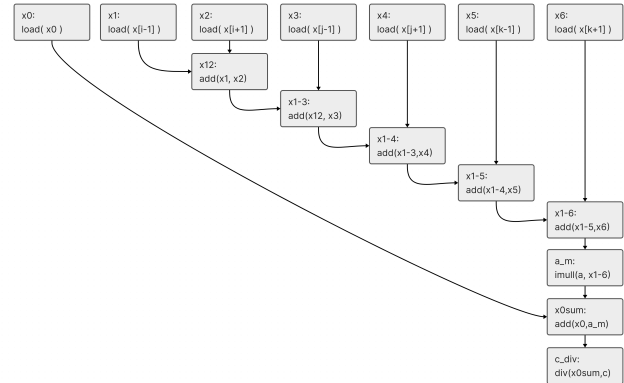 x0:
load( x0 )
x1:
load( x[i-1] )
x2:
load( x[i+1] )
x3:
load( x[j-1] )
x4:
load( x[j+1] )
x5:
load( x[k-1] )
x6:
load( x[k+1] )
x12:
add(x1, x2)
x1-3:
add(x12, x3)
x1-4:
add(x1-3,x4)
x1-5:
add(x1-4,x5)
x1-6:
add(x1-5,x6)
a_m:
imull(a, x1-6)
x0sum:
add(x0,a_m)
c_div:
div(x0sum,c)